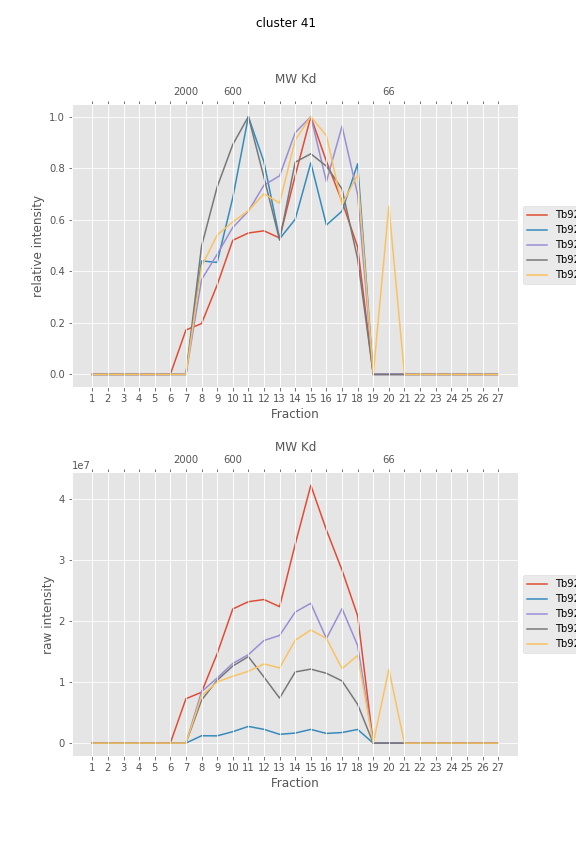 cluster 41
MW Kd
2000 600 66
1.0
0.8
0.6
0.4
0.2
0.0
relative intensity
Tb92
Tb92
Tb92
Tb92
Tb92
1 2 3 4 5 6 7 8 9 10 11 12 13 14 15 16 17 18 19 20 21 22 23 24 25 26 27
Fraction
MW Kd
1e7
2000 600 66
4
3
2
1
0
raw intensity
Tb92
Tb92
Tb92
Tb92
Tb92
1 2 3 4 5 6 7 8 9 10 11 12 13 14 15 16 17 18 19 20 21 22 23 24 25 26 27
Fraction